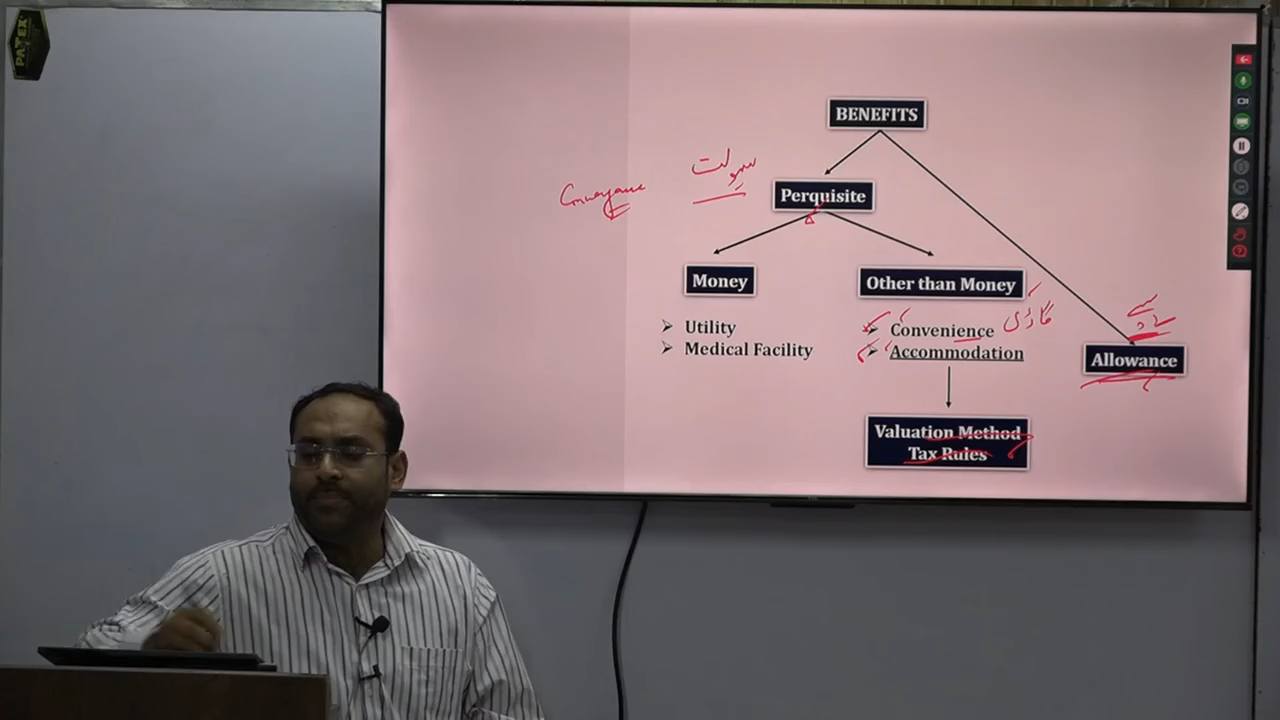 PATEX
BENEFITS
سہولت
Conveyance
Perquisite
Money
Other than Money
Utility
Medical Facility
Convenience
گاڑی
Accommodation
Allowance
Valuation Method
Tax Rules